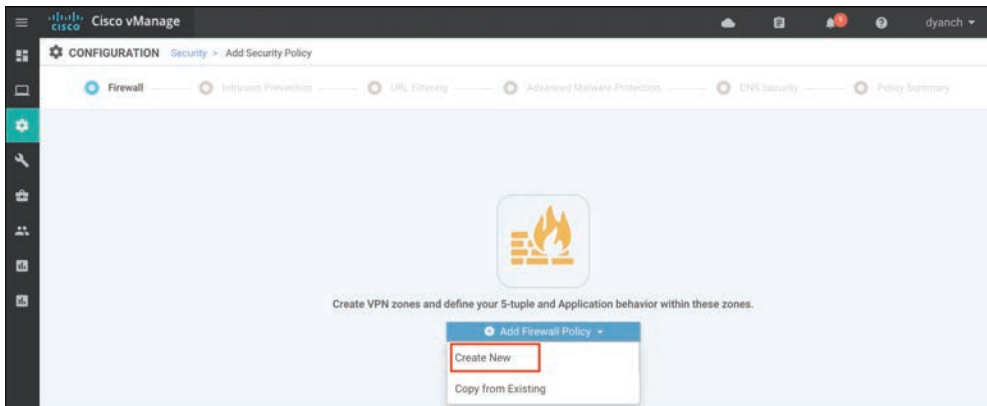 cisco Cisco vManage dyanch
CONFIGURATION Security > Add Security Policy
Firewall Intrusion Prevention URL Filtering Advanced Malware Protection DNS Security Policy Summary
Create VPN zones and define your 5-tuple and Application behavior within these zones.
Add Firewall Policy
Create New
Copy from Existing